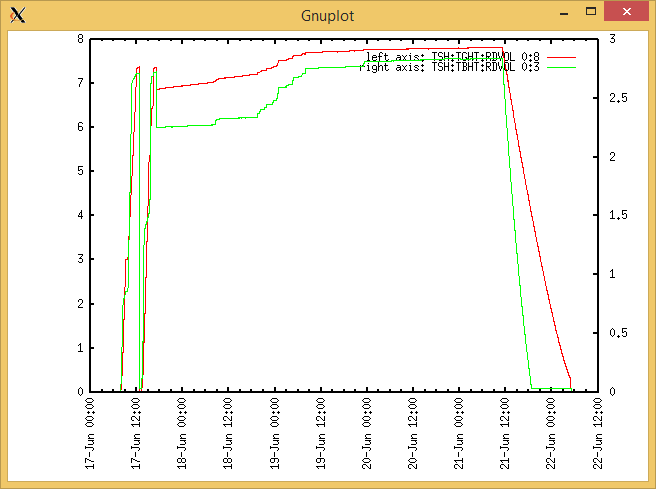 Gnuplot
left axis: TSH:TGHT:RDVOL 0:8
right axis: TSH:TBHT:RDVOL 0:3
8
7
6
5
4
3
2
1
0
3
2.5
2
1.5
1
0.5
0
17-Jun 00:00
17-Jun 12:00
18-Jun 00:00
18-Jun 12:00
19-Jun 00:00
19-Jun 12:00
20-Jun 00:00
20-Jun 12:00
21-Jun 00:00
21-Jun 12:00
22-Jun 00:00
22-Jun 12:00